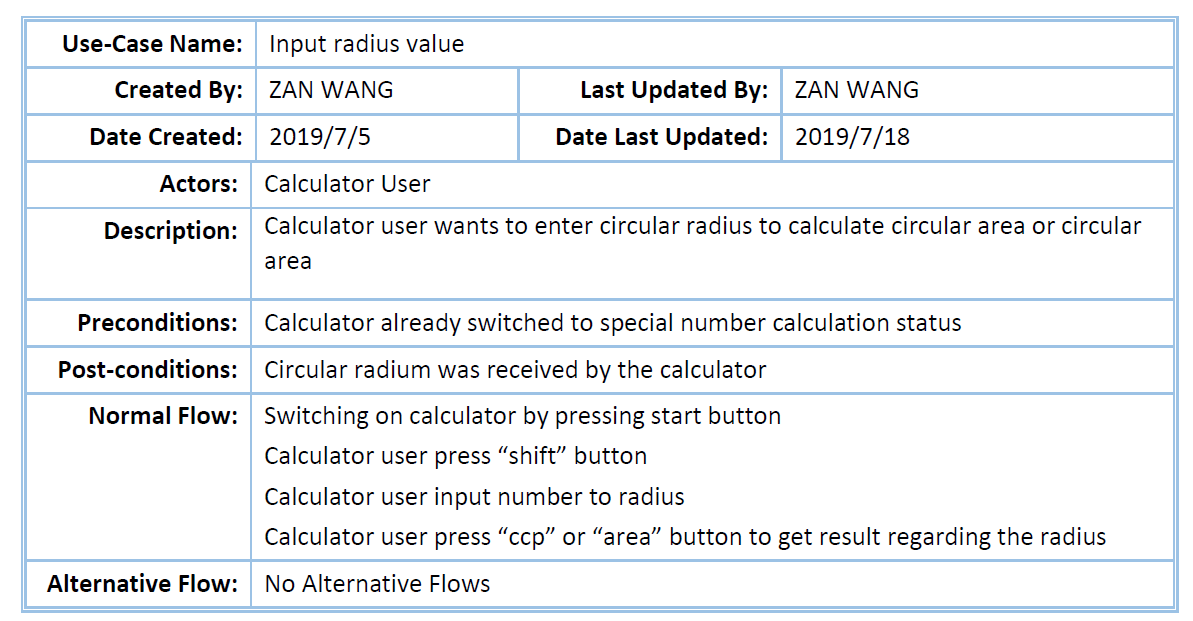 Use-Case Name: Input radius value
Created By: ZAN WANG Last Updated By: ZAN WANG
Date Created: 2019/7/5 Date Last Updated: 2019/7/18
Actors: Calculator User
Description: Calculator user wants to enter circular radius to calculate circular area or circular
area
Preconditions: Calculator already switched to special number calculation status
Post-conditions: Circular radium was received by the calculator
Normal Flow: Switching on calculator by pressing start button
Calculator user press “shift” button
Calculator user input number to radius
Calculator user press “ccp” or “area” button to get result regarding the radius
Alternative Flow: No Alternative Flows